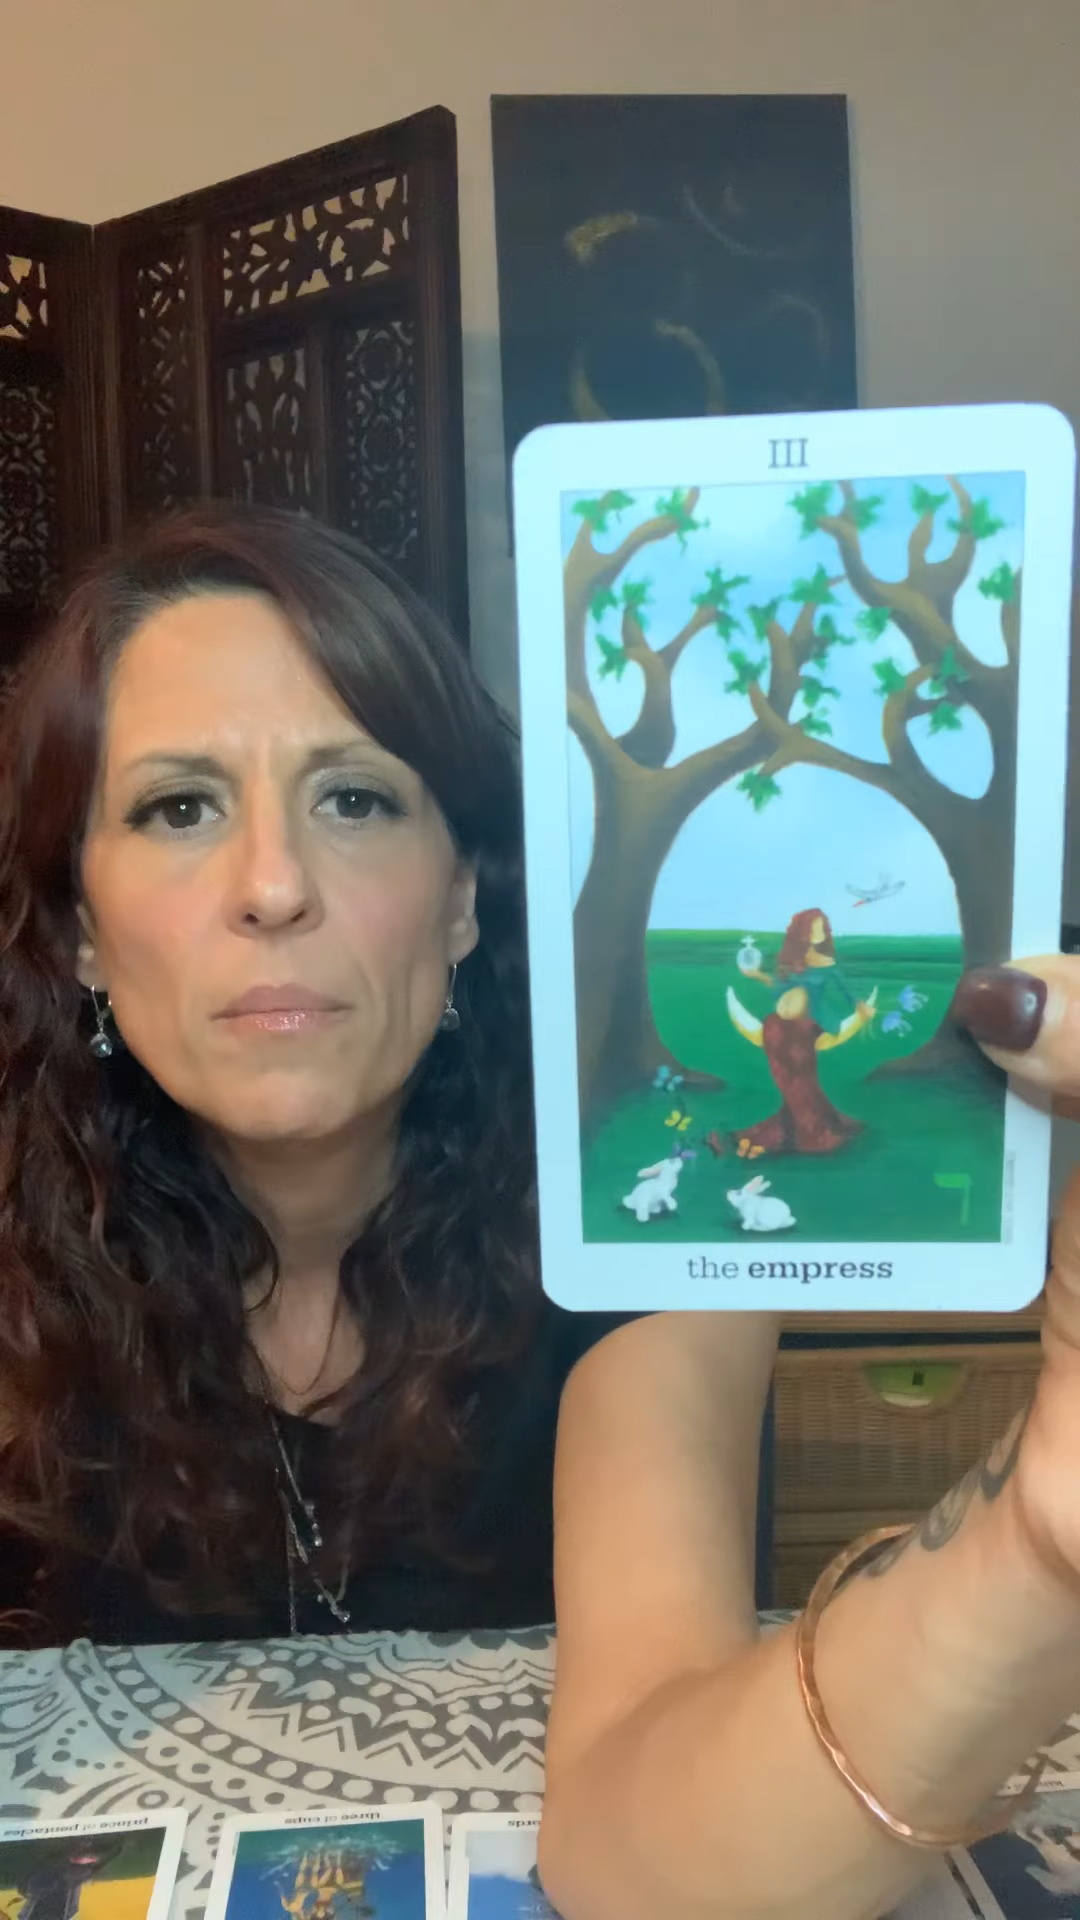 III
the empress
prince of pentacles
three of cups